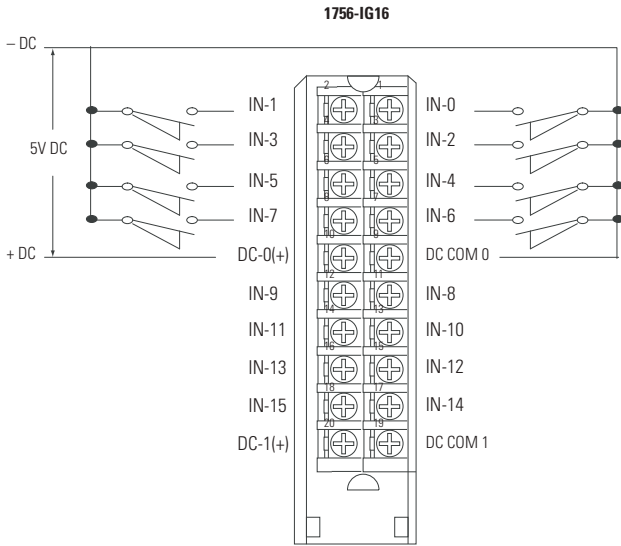 1756-IG16
– DC
2 1
IN-1 IN-0
4 3
5V DC
IN-3 IN-2
6 5
IN-5 IN-4
8 7
IN-7 IN-6
10 9
+ DC
DC-0(+) DC COM 0
12 11
IN-9 IN-8
14 13
IN-11 IN-10
16 15
IN-13 IN-12
18 17
IN-15 IN-14
20 19
DC-1(+) DC COM 1